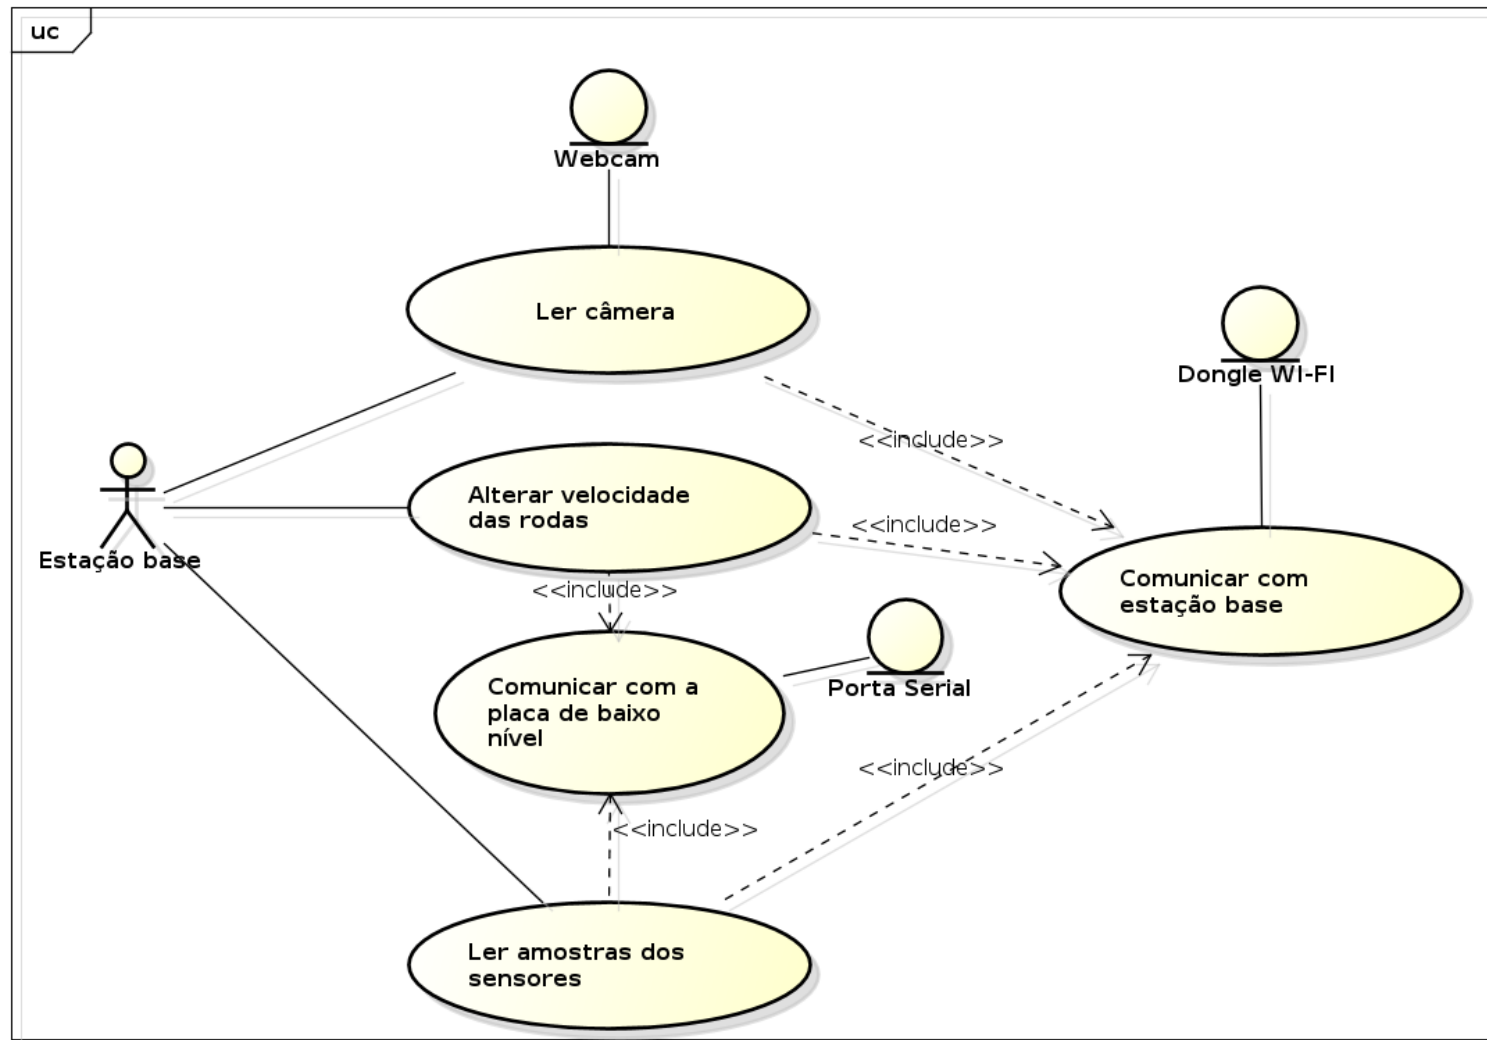 uc
Webcam
Ler câmera
Dongle WI-FI
<<include>>
Alterar velocidade
das rodas
<<include>>
Estação base
<<include>>
Comunicar com
estação base
Comunicar com a
placa de baixo
nível
Porta Serial
<<include>>
<<include>>
Ler amostras dos
sensores